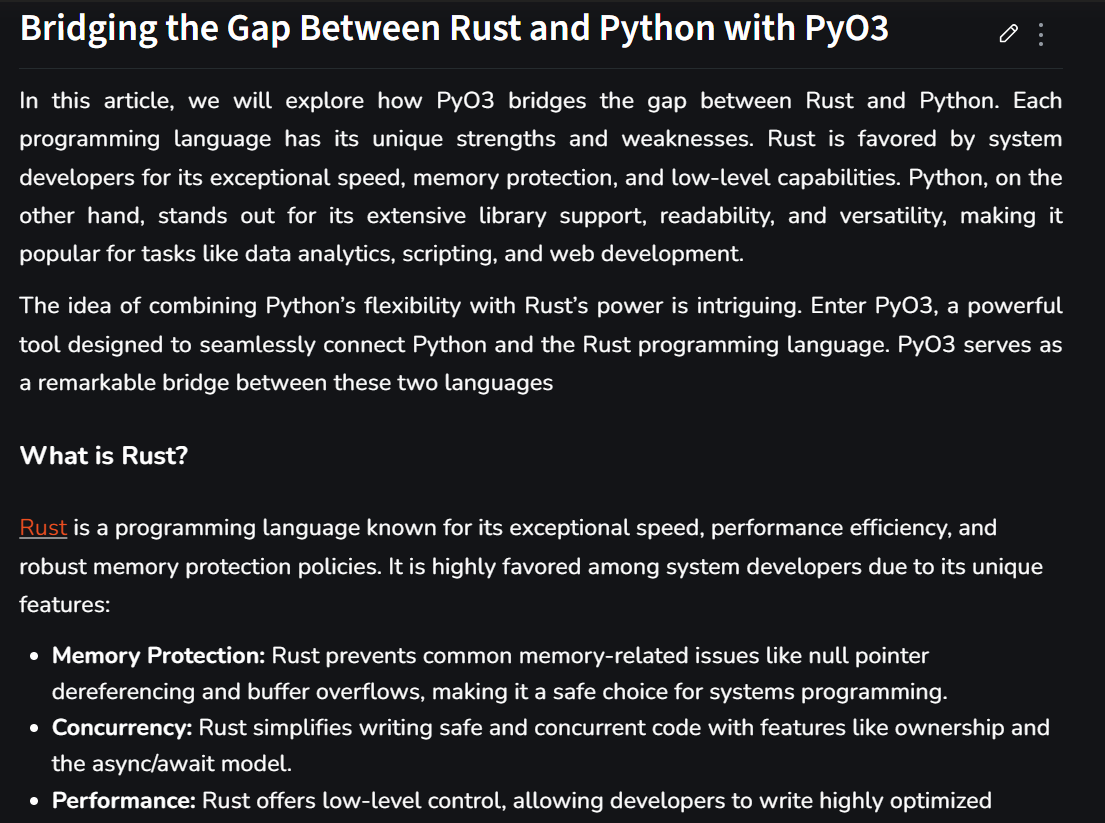 Bridging the Gap Between Rust and Python with PyO3
In this article, we will explore how PyO3 bridges the gap between Rust and Python. Each
programming language has its unique strengths and weaknesses. Rust is favored by system
developers for its exceptional speed, memory protection, and low-level capabilities. Python, on the
other hand, stands out for its extensive library support, readability, and versatility, making it
popular for tasks like data analytics, scripting, and web development.
The idea of combining Python’s flexibility with Rust’s power is intriguing. Enter PyO3, a powerful
tool designed to seamlessly connect Python and the Rust programming language. PyO3 serves as
a remarkable bridge between these two languages
What is Rust?
Rust is a programming language known for its exceptional speed, performance efficiency, and
robust memory protection policies. It is highly favored among system developers due to its unique
features:
• Memory Protection: Rust prevents common memory-related issues like null pointer
dereferencing and buffer overflows, making it a safe choice for systems programming.
• Concurrency: Rust simplifies writing safe and concurrent code with features like ownership and
the async/await model.
• Performance: Rust offers low-level control, allowing developers to write highly optimized